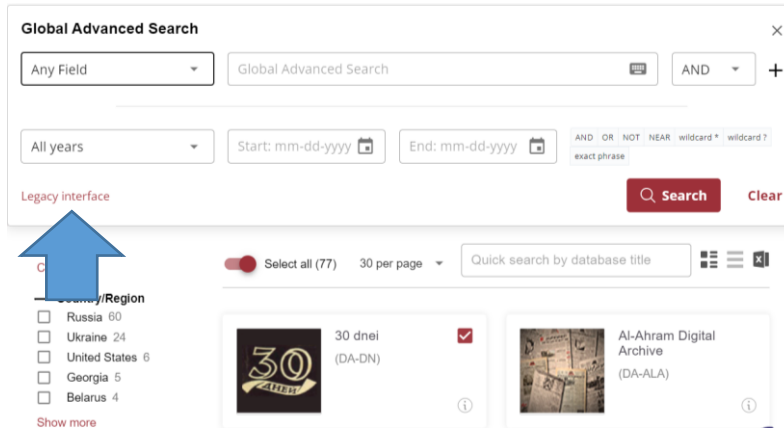 Global Advanced Search
Any Field
Global Advanced Search
AND
All years
Start: mm-dd-yyyy
End: mm-dd-yyyy
AND OR NOT NEAR wildcard * wildcard ?
exact phrase
Legacy interface
Search
Clear
Select all (77)
30 per page
Quick search by database title
Country/Region
Russia 60
Ukraine 24
United States 6
Georgia 5
Belarus 4
Show more
30 ДНЕЙ
30 dnei
(DA-DN)
Al-Ahram Digital
Archive
(DA-ALA)